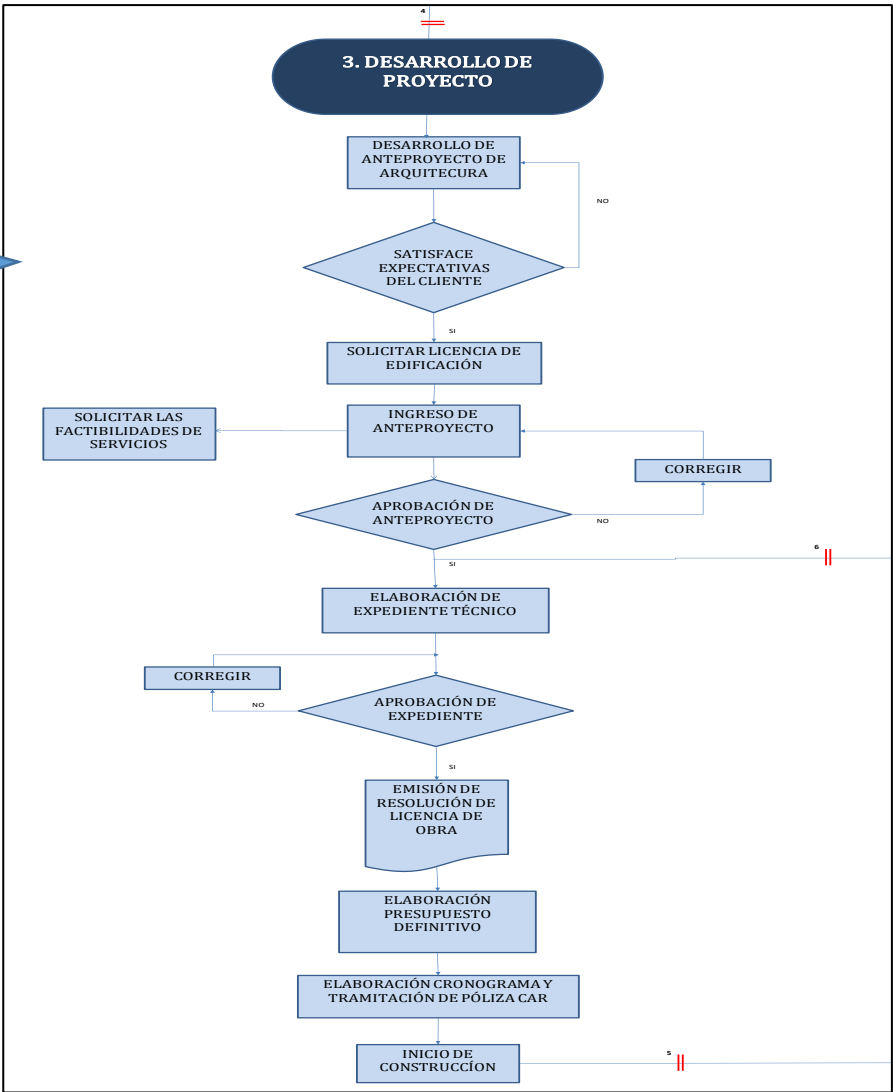 4
3. DESARROLLO DE
PROYECTO
DESARROLLO DE
ANTEPROYECTO DE
ARQUITECURA
NO
SATISFACE
EXPECTATIVAS
DEL CLIENTE
SI
SOLICITAR LICENCIA DE
EDIFICACIÓN
SOLICITAR LAS
FACTIBILIDADES DE
SERVICIOS
INGRESO DE
ANTEPROYECTO
CORREGIR
APROBACIÓN DE
ANTEPROYECTO
NO
6
SI
ELABORACIÓN DE
EXPEDIENTE TÉCNICO
CORREGIR
NO
APROBACIÓN DE
EXPEDIENTE
SI
EMISIÓN DE
RESOLUCIÓN DE
LICENCIA DE
OBRA
ELABORACIÓN
PRESUPUESTO
DEFINITIVO
ELABORACIÓN CRONOGRAMA Y
TRAMITACIÓN DE PÓLIZA CAR
INICIO DE
CONSTRUCCÍON
5